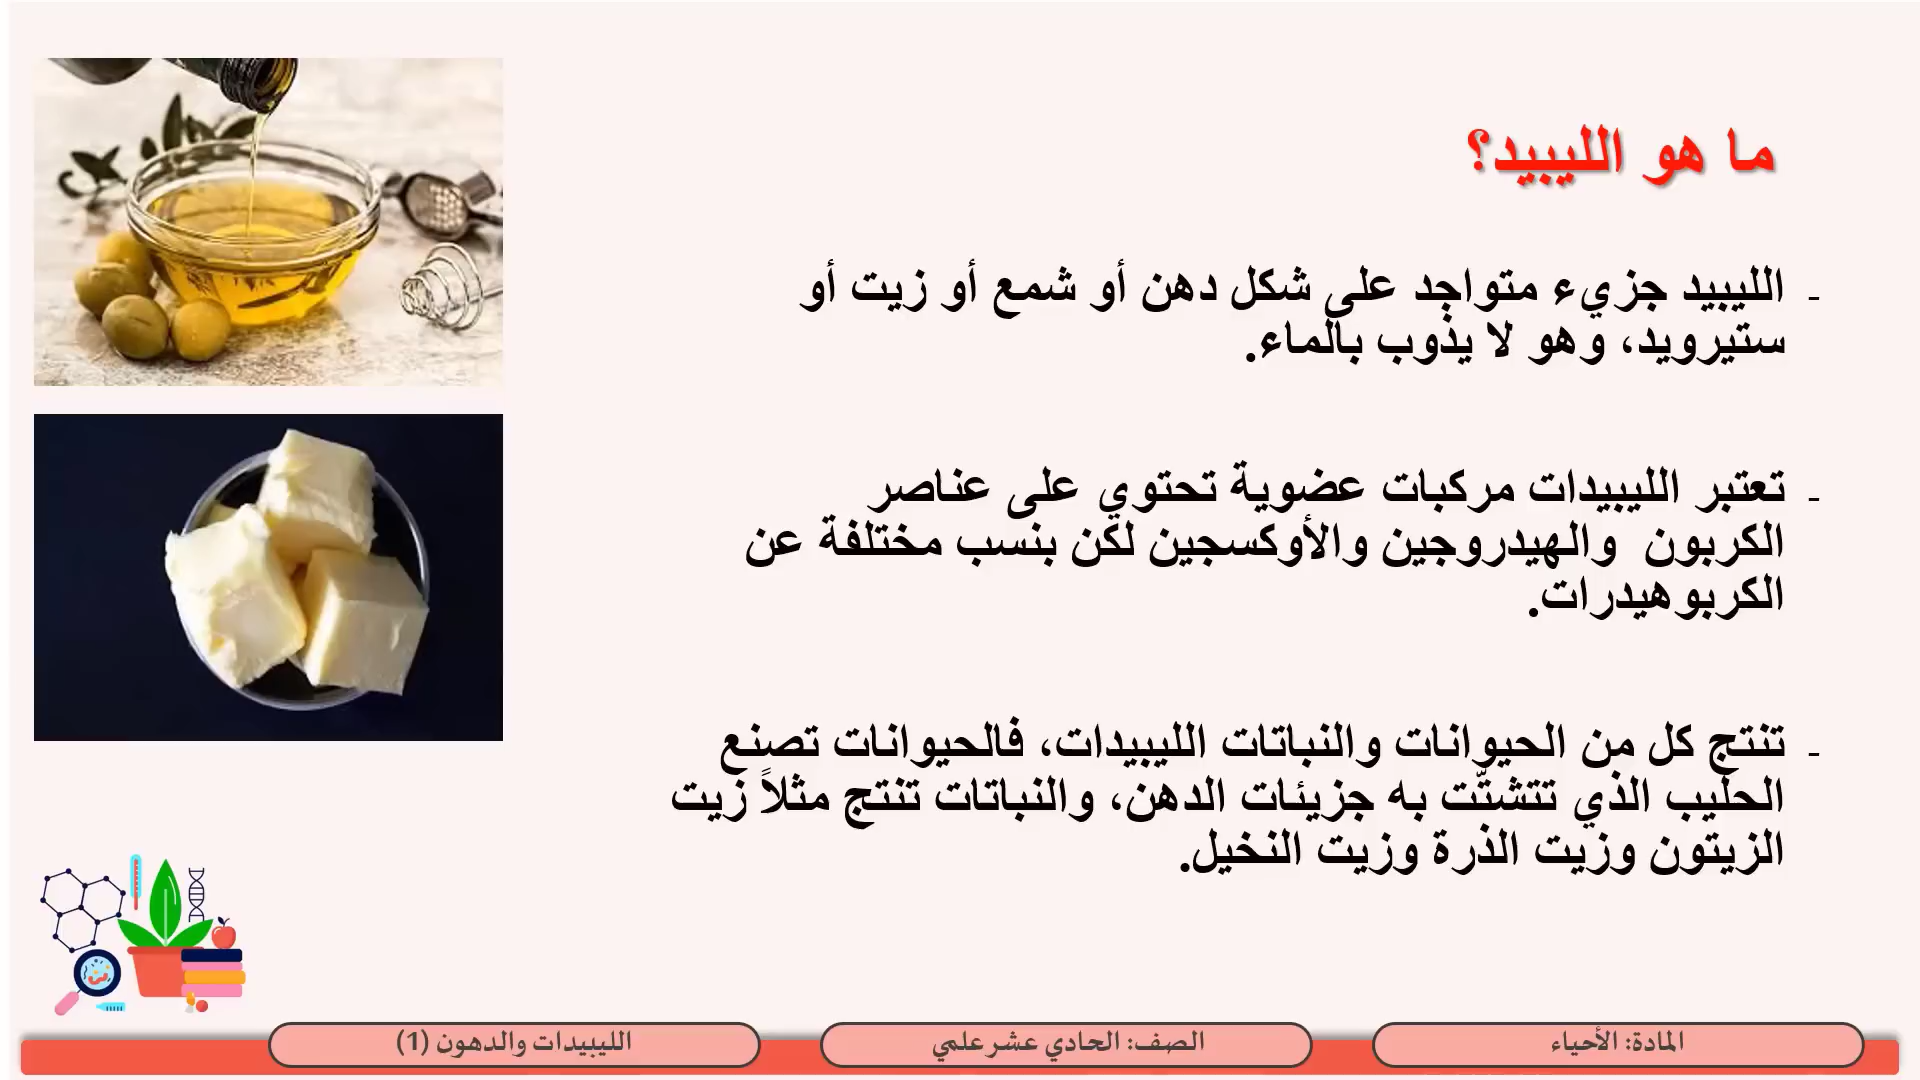 ما هو الليبيد؟
- الليبيد جزيء متواجد على شكل دهن أو شمع أو زيت أو
ستيرويد، وهو لا يذوب بالماء.
- تعتبر الليبيدات مركبات عضوية تحتوي على عناصر
الكربون والهيدروجين والأوكسجين لكن بنسب مختلفة عن
الكربوهيدرات.
- تنتج كل من الحيوانات والنباتات الليبيدات، فالحيوانات تصنع
الحليب الذي تتشتّت به جزيئات الدهن، والنباتات تنتج مثلاً زيت
الزيتون وزيت الذرة وزيت النخيل.
المادة: الأحياء
الصف: الحادي عشر علمي
الليبيدات والدهون (1)